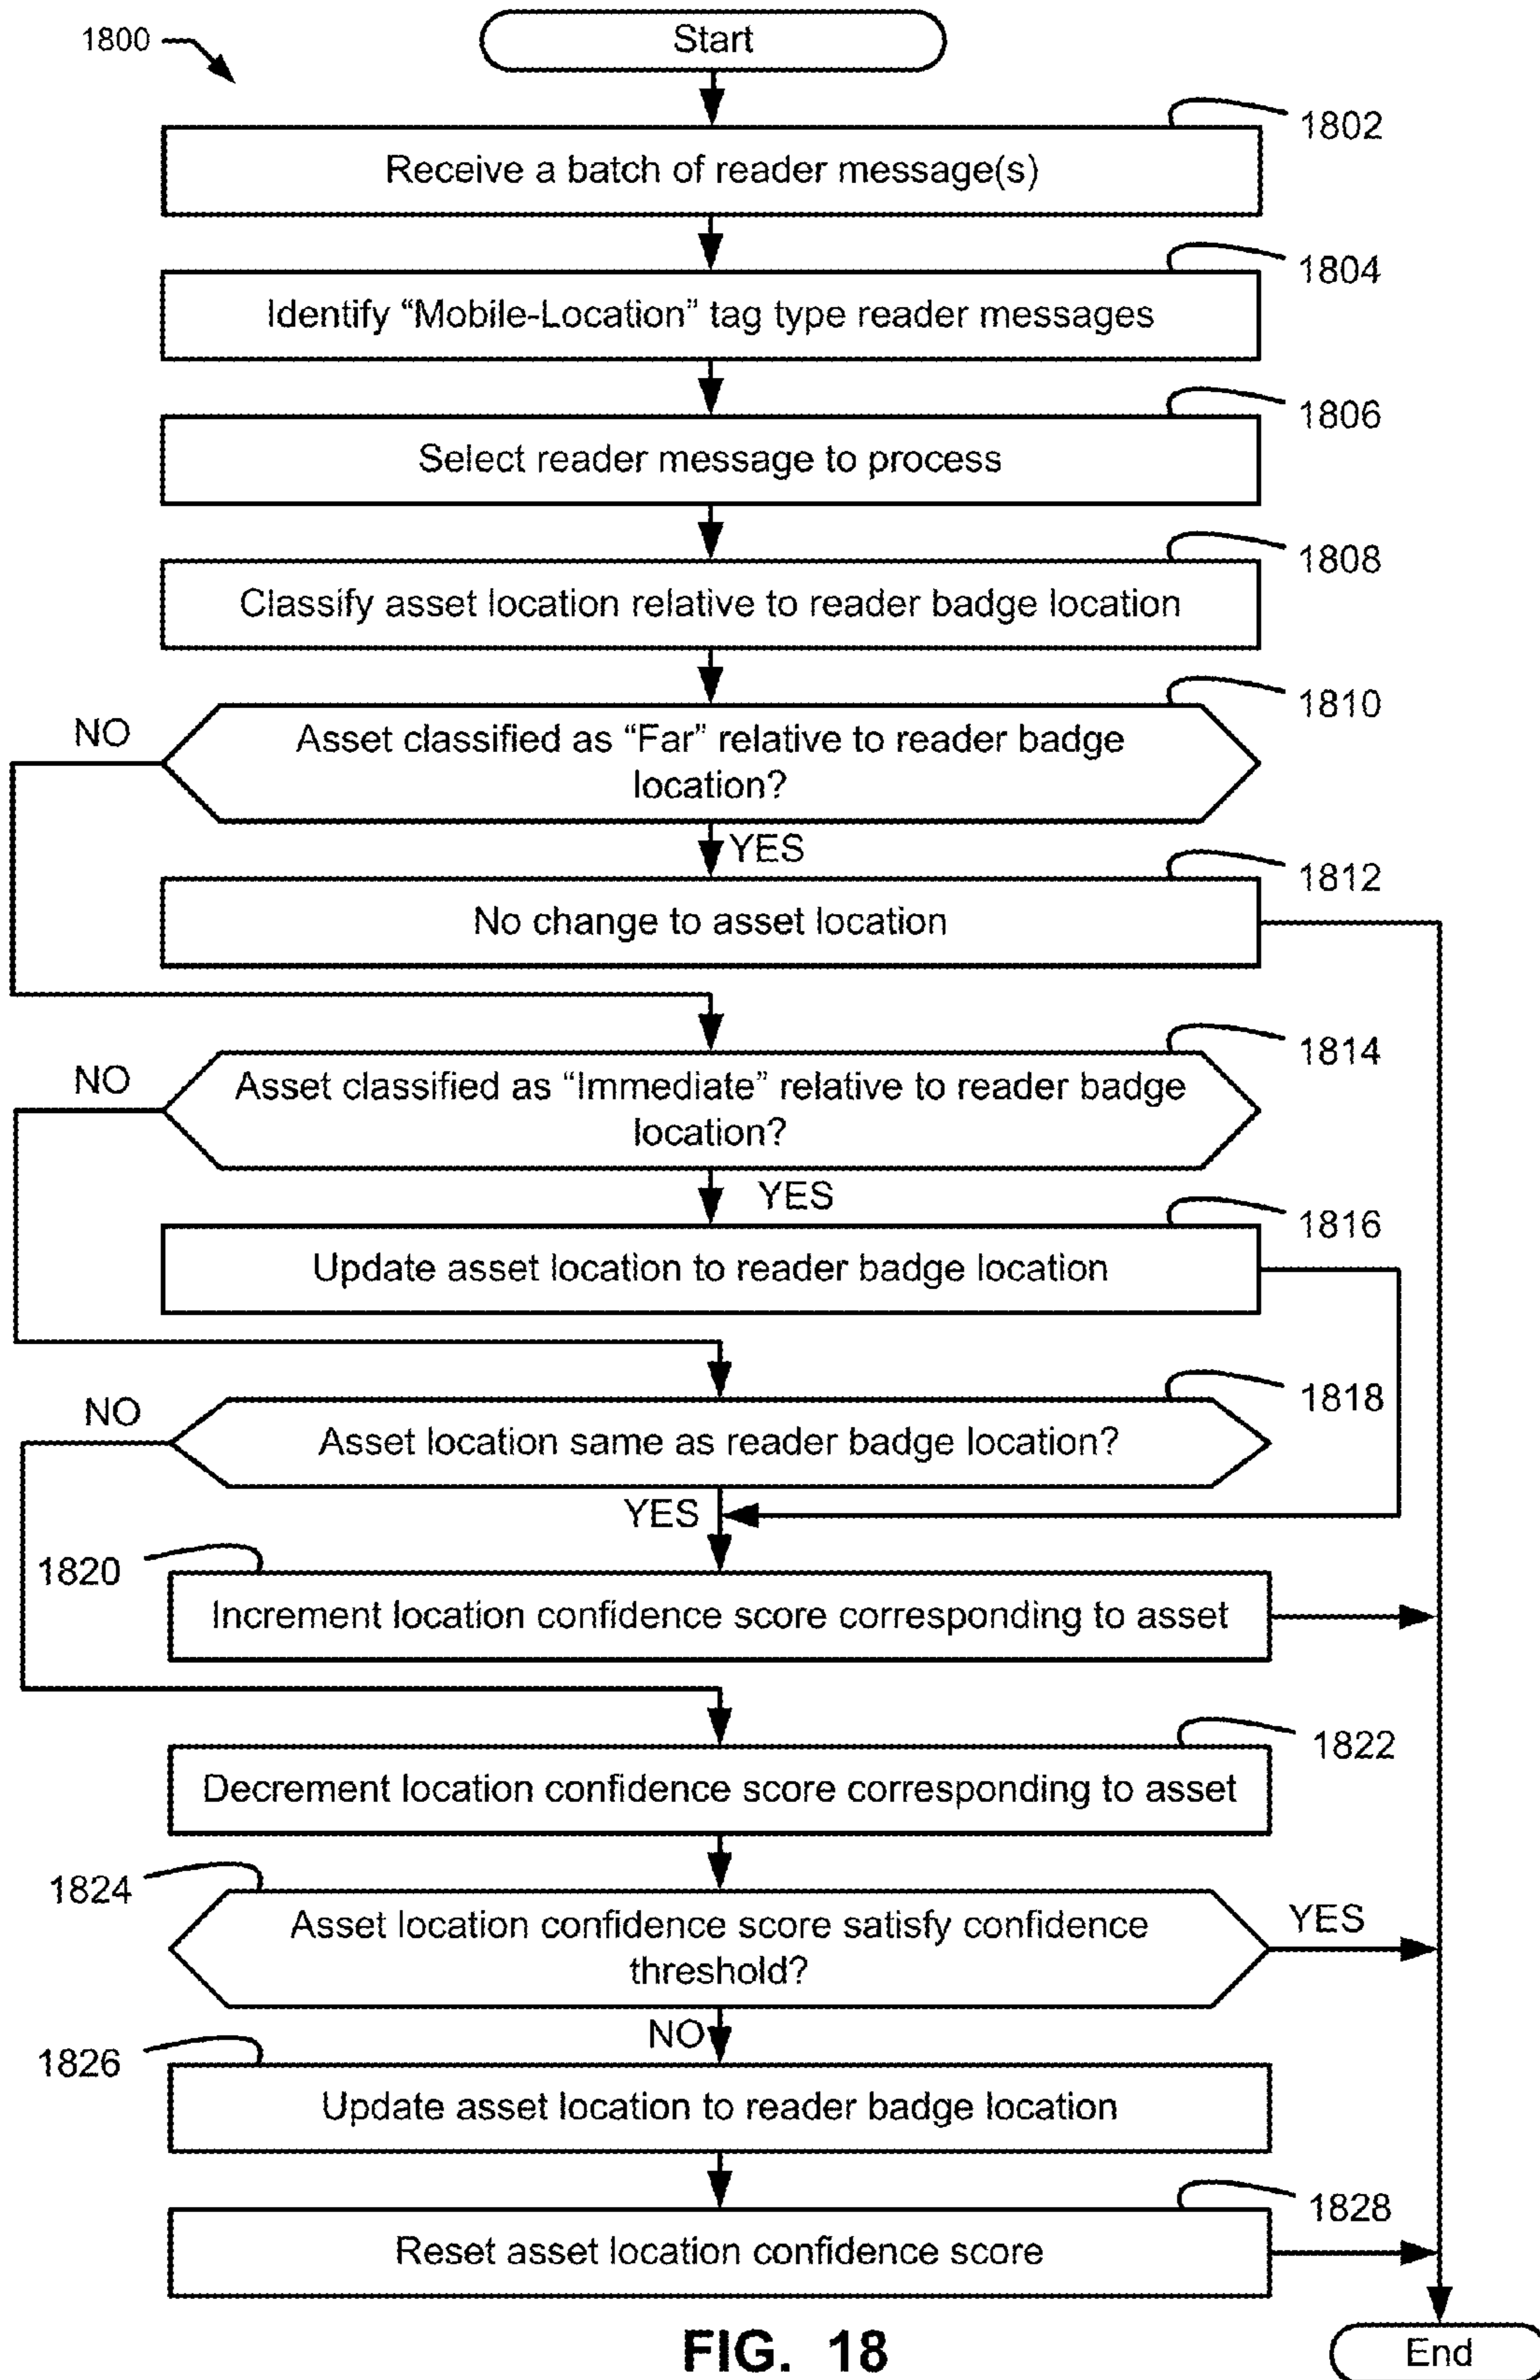 1800
Start
1802
Receive a batch of reader message(s)
1804
Identify “Mobile-Location” tag type reader messages
1806
Select reader message to process
1808
Classify asset location relative to reader badge location
1810
NO
Asset classified as “Far” relative to reader badge
location?
YES
1812
No change to asset location
1814
NO
Asset classified as “Immediate” relative to reader badge
location?
YES
1816
Update asset location to reader badge location
1818
NO
Asset location same as reader badge location?
YES
1820
Increment location confidence score corresponding to asset
1822
Decrement location confidence score corresponding to asset
1824
Asset location confidence score satisfy confidence
threshold?
YES
NO
1826
Update asset location to reader badge location
1828
Reset asset location confidence score
FIG. 18
End